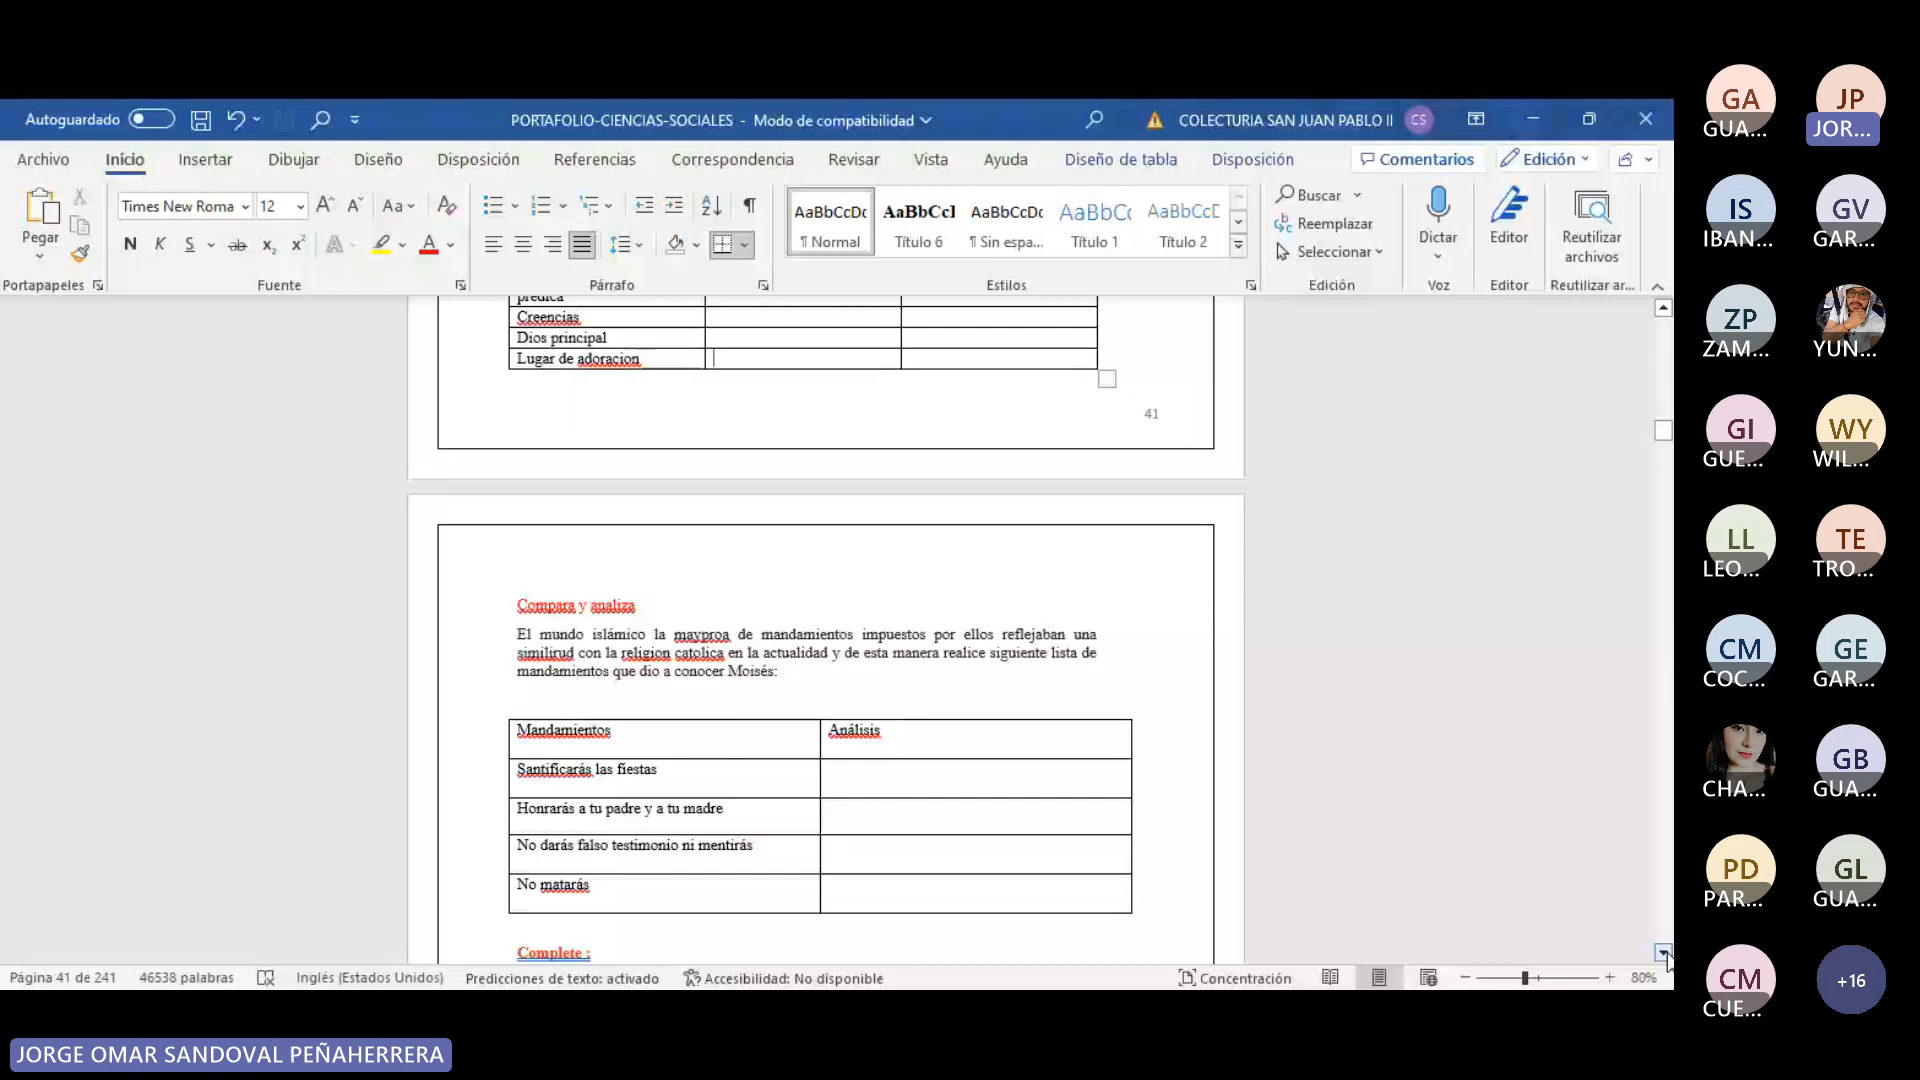 Autoguardado
PORTAFOLIO-CIENCIAS-SOCIALES - Modo de compatibilidad
COLECTURIA SAN JUAN PABLO II
CS
Archivo Inicio Insertar Dibujar Diseño Disposición Referencias Correspondencia Revisar Vista Ayuda Diseño de tabla Disposición Comentarios Edición
Pegar
Portapapeles
Times New Roma 12
N K S ab x₂ x²
Fuente
Párrafo
AaBbCcDc AaBbCcI AaBbCcDc AaBbCc AaBbCcD
¶ Normal Título 6 ¶ Sin espa... Título 1 Título 2
Estilos
Buscar
Reemplazar
Seleccionar
Edición
Dictar
Voz
Editor
Editor
Reutilizar
archivos
Reutilizar ar...
predica
Creencias
Dios principal
Lugar de adoracion
41
Compara y analiza
El mundo islámico la mayproa de mandamientos impuestos por ellos reflejaban una
similirud con la religion catolica en la actualidad y de esta manera realice siguiente lista de
mandamientos que dio a conocer Moisés:
Mandamientos Análisis
Santificarás las fiestas
Honrarás a tu padre y a tu madre
No darás falso testimonio ni mentirás
No matarás
Complete :
Página 41 de 241 46538 palabras Inglés (Estados Unidos) Predicciones de texto: activado Accesibilidad: No disponible Concentración 80%
JORGE OMAR SANDOVAL PEÑAHERRERA
GA JP
GUA... JOR...
IS GV
IBAN... GAR...
ZP
ZAM... YUN...
GI WY
GUE... WIL...
LL TE
LEO... TRO...
CM GE
COC... GAR...
GB
CHA... GUA...
PD GL
PAR... GUA...
CM +16
CUE...